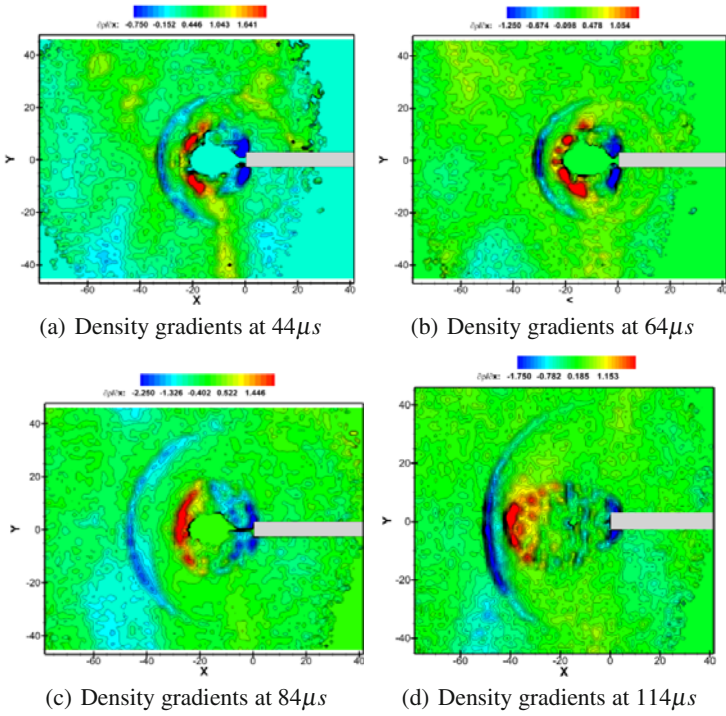 ∂ρ/∂x: -0.750 -0.152 0.446 1.043 1.641
40
20
Y
0
-20
-40
-60 -40 -20 0 20 40
X
(a) Density gradients at 44μs
∂ρ/∂x: -1.250 -0.674 -0.098 0.478 1.054
40
20
Y
0
-20
-40
-60 -40 -20 0 20 40
(b) Density gradients at 64μs
∂ρ/∂x: -2.250 -1.326 -0.402 0.522 1.446
40
20
Y
0
-20
-40
-60 -40 -20 0 20 40
X
(c) Density gradients at 84μs
∂ρ/∂x: -1.750 -0.782 0.185 1.153
40
20
Y
0
-20
-40
-60 -40 -20 0 20 40
X
(d) Density gradients at 114μs